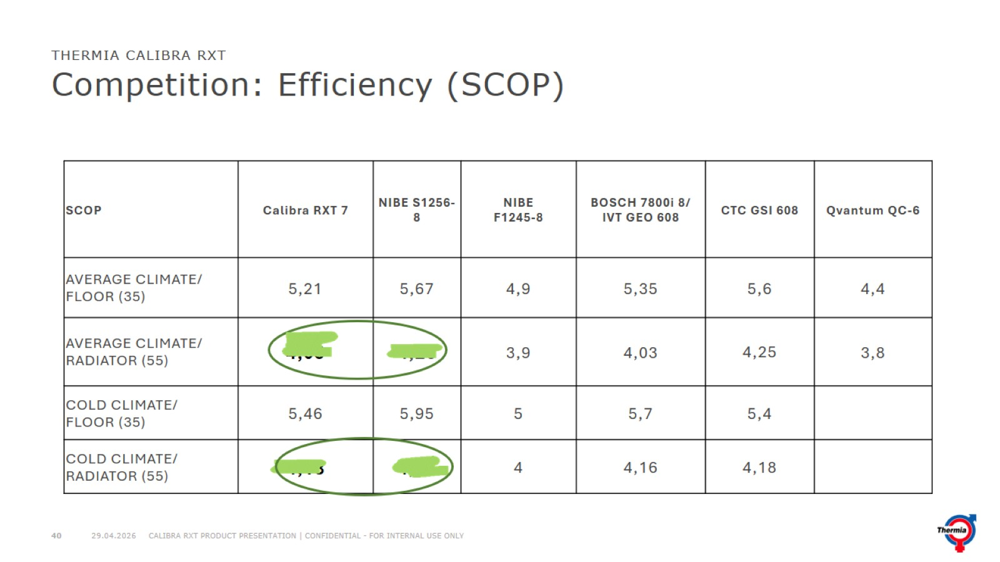 THERMIA CALIBRA RXT
Competition: Efficiency (SCOP)
SCOP
Calibra RXT 7
NIBE S1256-
8
NIBE
F1245-8
BOSCH 7800i 8/
IVT GEO 608
CTC GSI 608
Qvantum QC-6
AVERAGE CLIMATE/
FLOOR (35)
5,21
5,67
4,9
5,35
5,6
4,4
AVERAGE CLIMATE/
RADIATOR (55)
3,9
4,03
4,25
3,8
COLD CLIMATE/
FLOOR (35)
5,46
5,95
5
5,7
5,4
COLD CLIMATE/
RADIATOR (55)
4
4,16
4,18
40
29.04.2026
CALIBRA RXT PRODUCT PRESENTATION | CONFIDENTIAL - FOR INTERNAL USE ONLY
Thermia